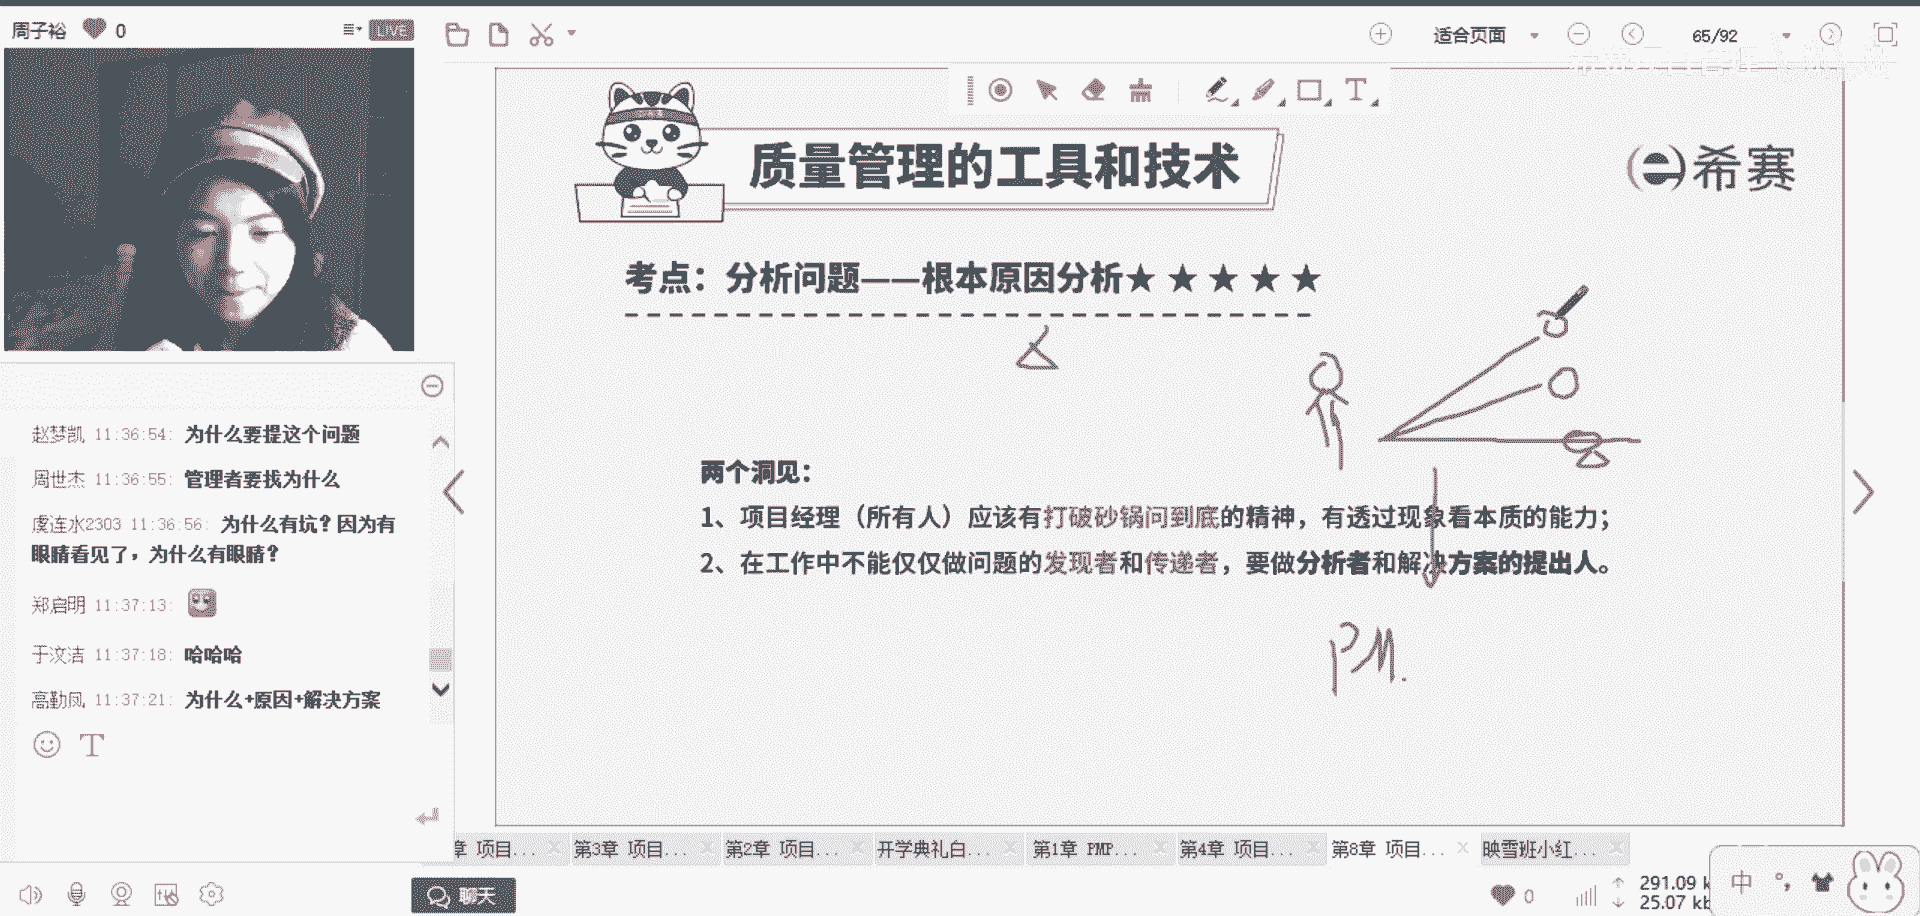 周子裕 0
LIVE
适合页面
65/92
质量管理的工具和技术
希赛
考点：分析问题——根本原因分析★★★★★
两个洞见：
1、项目经理（所有人）应该有打破砂锅问到底的精神，有透过现象看本质的能力；
2、在工作中不能仅仅做问题的发现者和传递者，要做分析者和解决方案的提出人。
PM.
赵梦凯 11:36:54: 为什么要提这个问题
周世杰 11:36:55: 管理者要找为什么
虞连水2303 11:36:56: 为什么有坑？因为有
眼睛看见了，为什么有眼睛？
郑启明 11:37:13:
于汶洁 11:37:18: 哈哈哈
高勤凤 11:37:21: 为什么+原因+解决方案
章 项目... 第3章 项目... 第2章 项目... 开学典礼白... 第1章 PMP... 第4章 项目... 第8章 项目... 映雪班小红...
聊天
0
291.09 k
25.07 kb
中